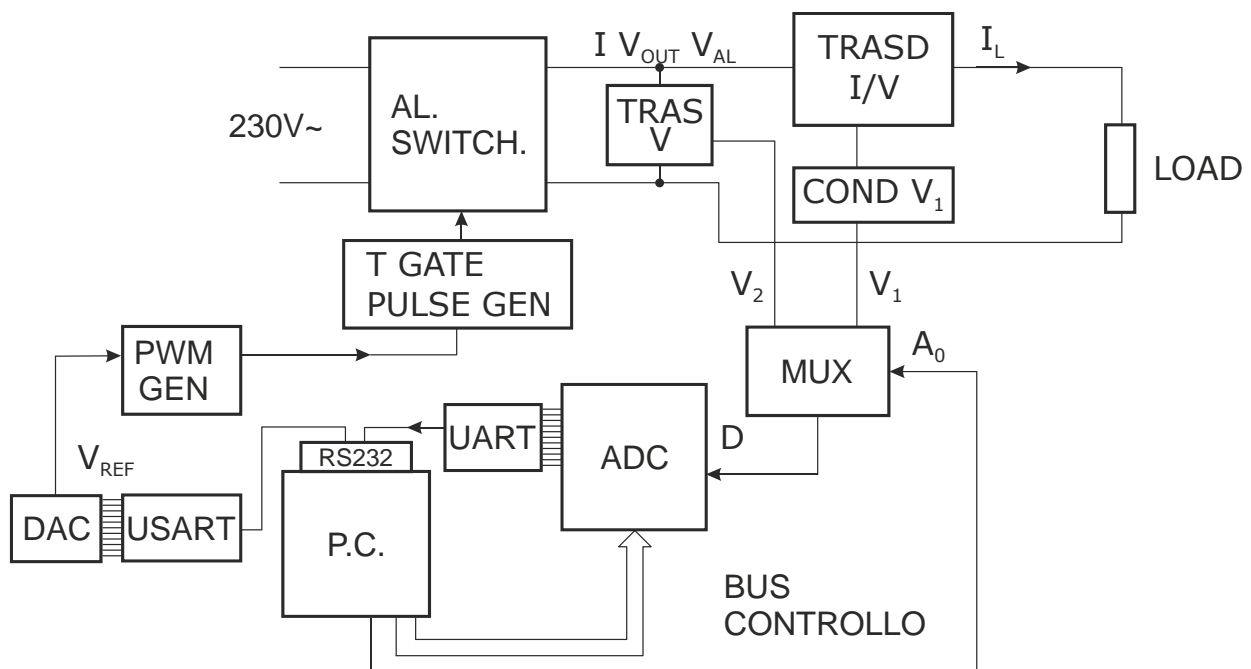 I V_OUT V_AL
TRASD
I/V
I_L
230V~
AL.
SWITCH.
TRAS
V
COND V_1
LOAD
T GATE
PULSE GEN
V_2
V_1
PWM
GEN
MUX
A_0
UART
ADC
D
V_REF
RS232
DAC
USART
P.C.
BUS
CONTROLLO